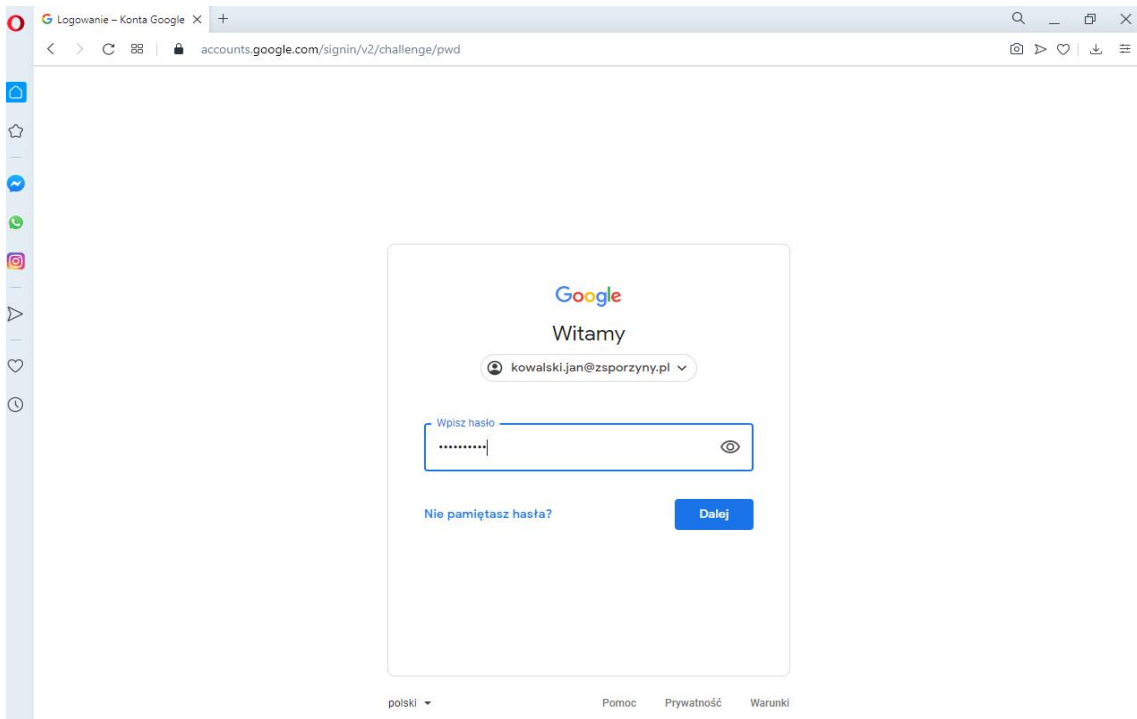 Logowanie – Konta Google
accounts.google.com/signin/v2/challenge/pwd
Google
Witamy
kowalski.jan@zsporzyny.pl
Wpisz hasło
••••••••••
Nie pamiętasz hasła?
Dalej
polski
Pomoc Prywatność Warunki